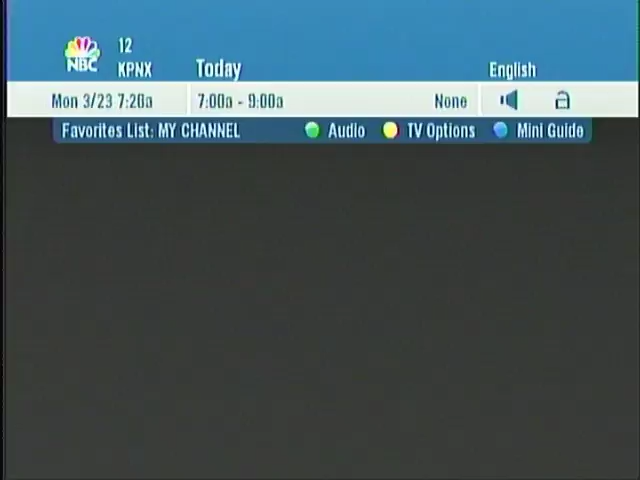 NBC
12
KPNX
Today
English
Mon 3/23 7:20a
7:00a - 9:00a
None
Favorites List: MY CHANNEL
Audio
TV Options
Mini Guide